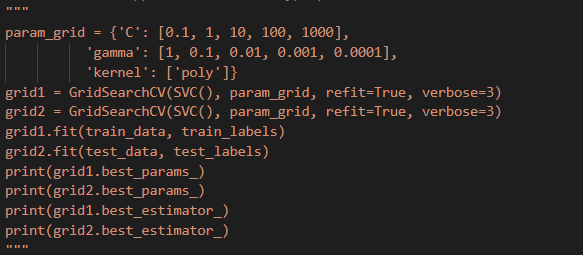 """
param_grid = {'C': [0.1, 1, 10, 100, 1000],
'gamma': [1, 0.1, 0.01, 0.001, 0.0001],
'kernel': ['poly']}
grid1 = GridSearchCV(SVC(), param_grid, refit=True, verbose=3)
grid2 = GridSearchCV(SVC(), param_grid, refit=True, verbose=3)
grid1.fit(train_data, train_labels)
grid2.fit(test_data, test_labels)
print(grid1.best_params_)
print(grid2.best_params_)
print(grid1.best_estimator_)
print(grid2.best_estimator_)
"""